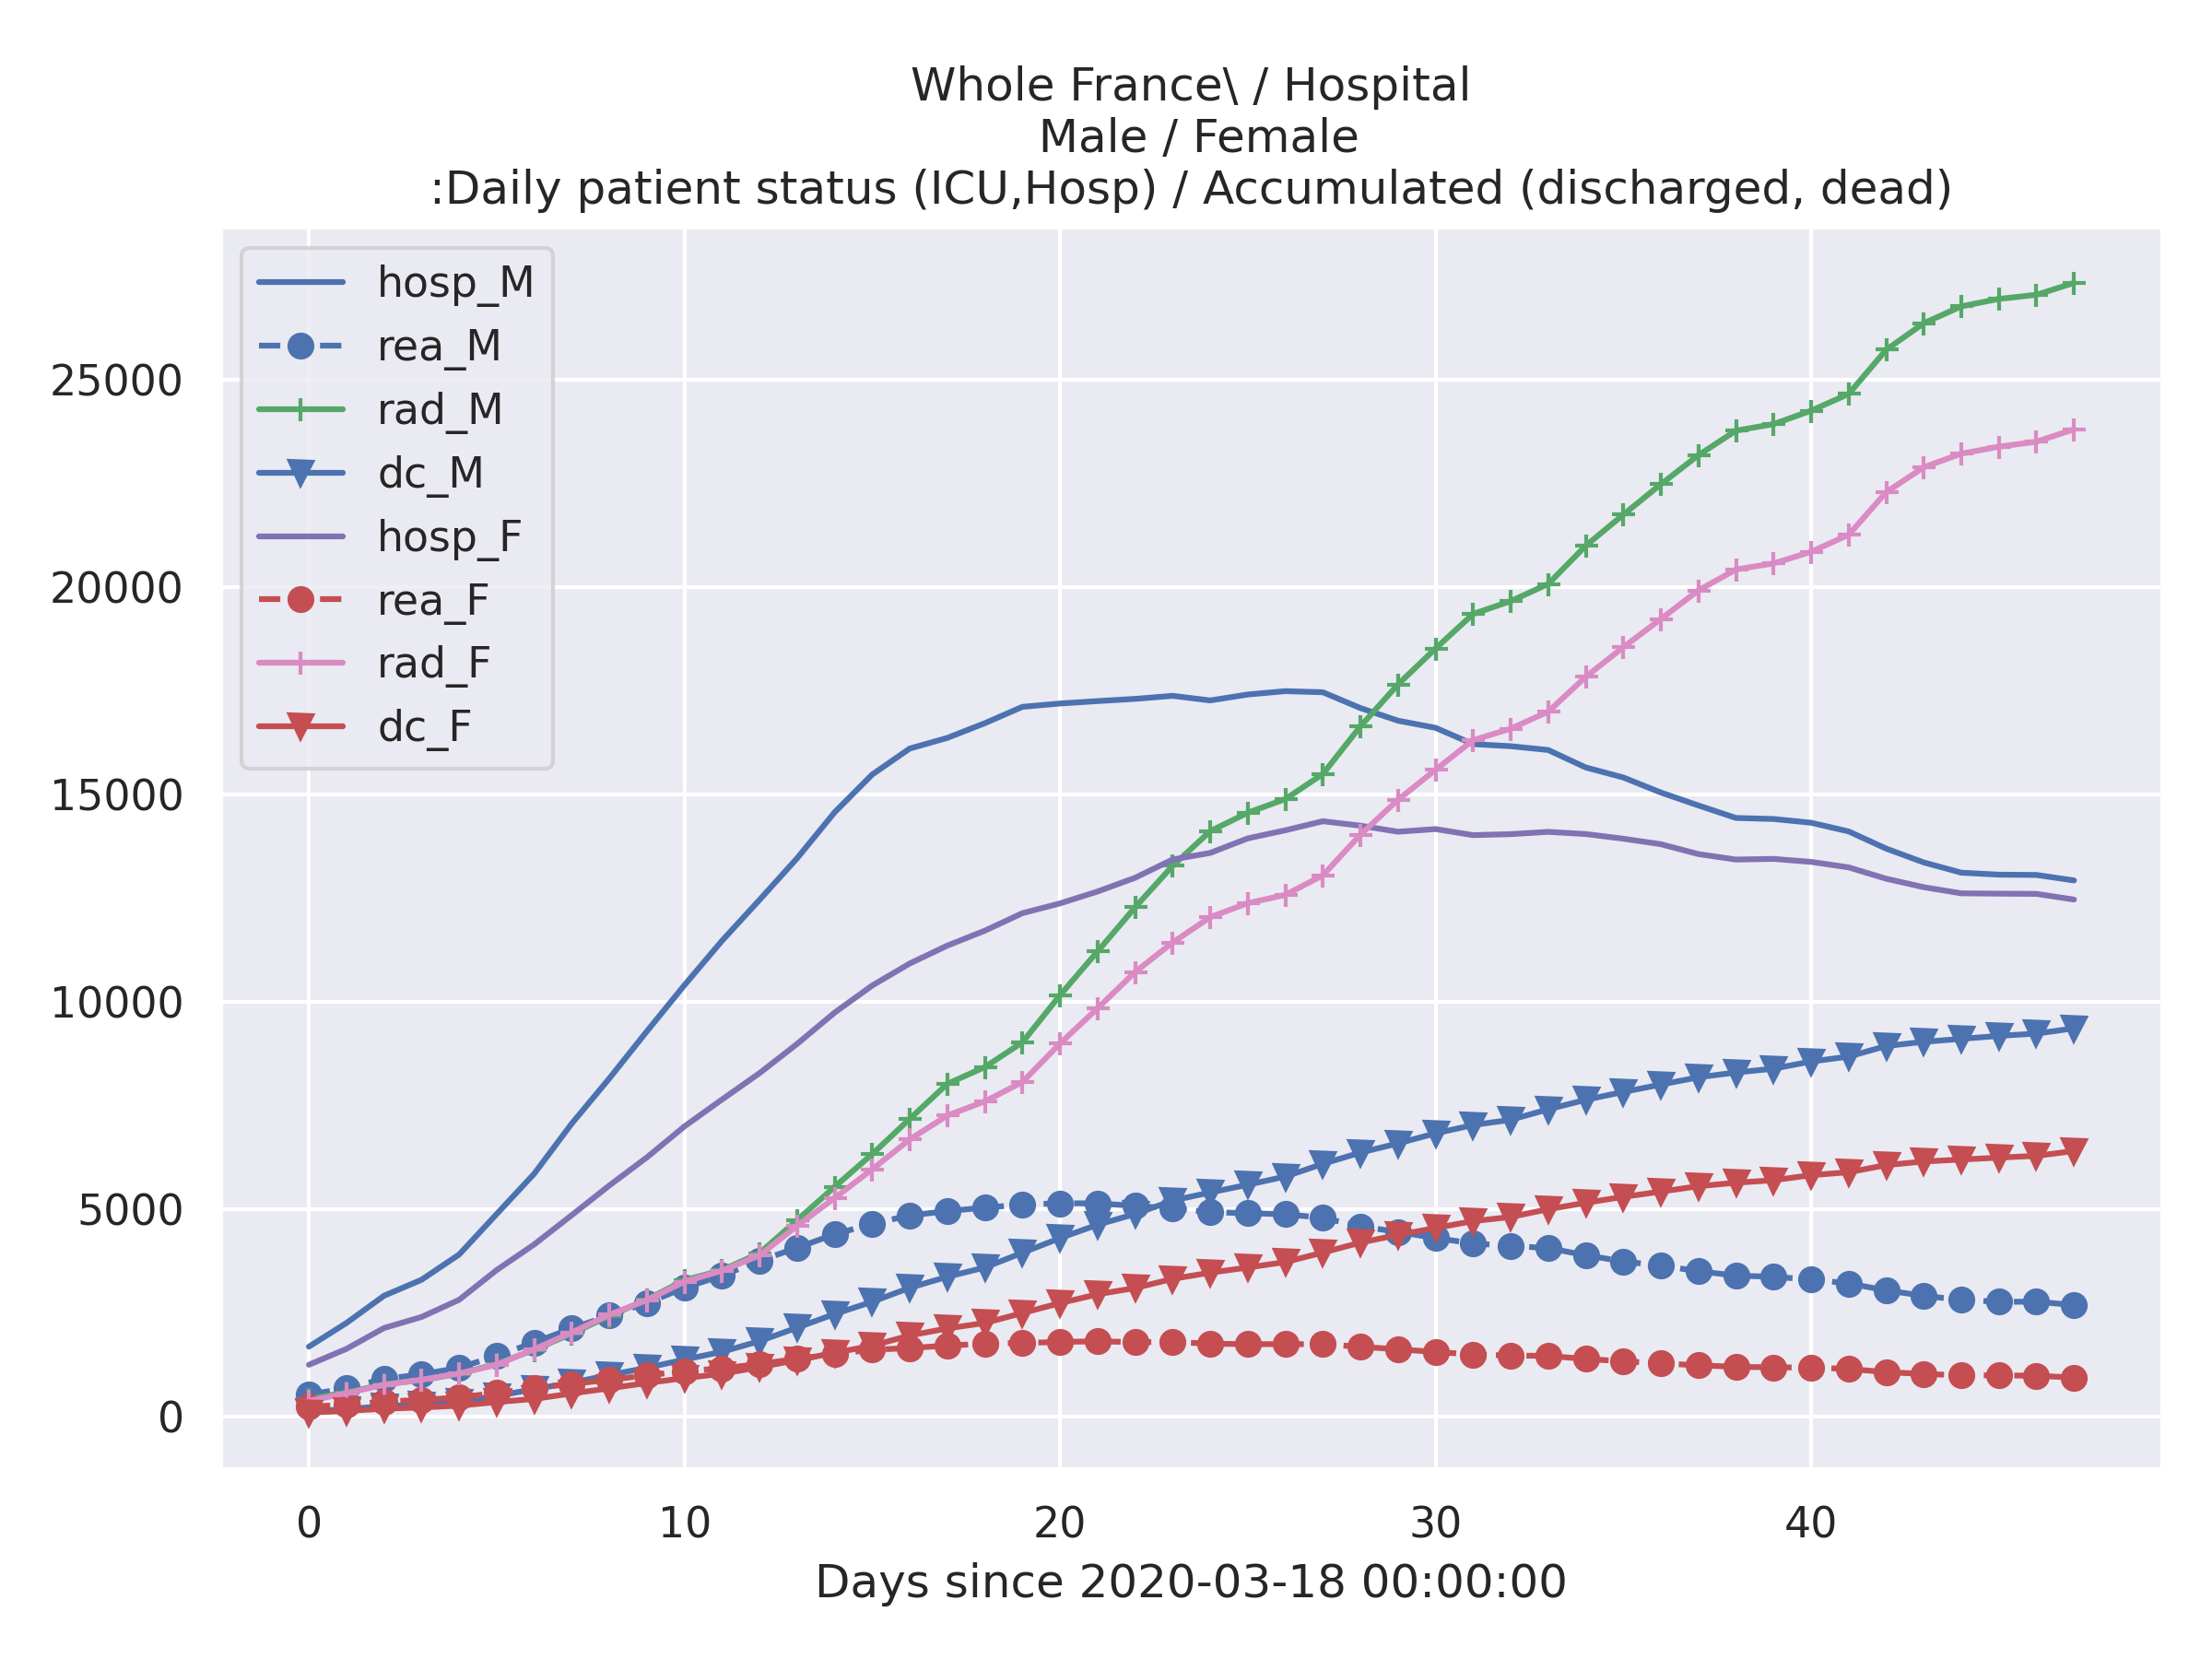 Whole France\ / Hospital
Male / Female
:Daily patient status (ICU,Hosp) / Accumulated (discharged, dead)
hosp_M
rea_M
rad_M
dc_M
hosp_F
rea_F
rad_F
dc_F
25000
20000
15000
10000
5000
0
0 10 20 30 40
Days since 2020-03-18 00:00:00